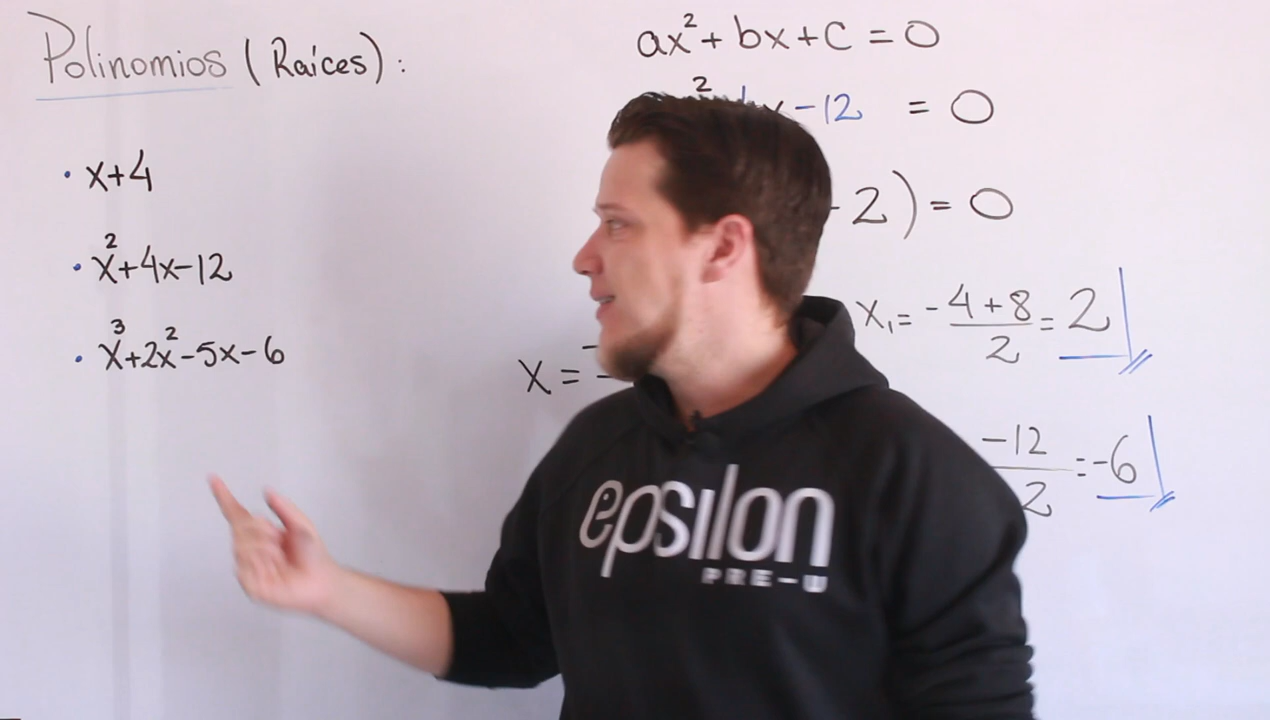 Polinomios (Raíces):
• x+4
• x²+4x-12
• x³+2x²-5x-6
ax²+bx+c=0
² x-12 = 0
-2)=0
x₁= -4+8/2 = 2
x = -
-12/2 = -6
epsilon
PRE-U